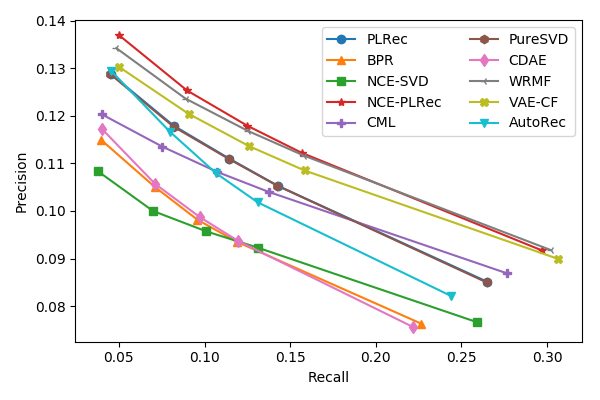 0.14
0.13
0.12
0.11
0.10
0.09
0.08
Precision
PLRec
BPR
NCE-SVD
NCE-PLRec
CML
PureSVD
CDAE
WRMF
VAE-CF
AutoRec
0.05
0.10
0.15
0.20
0.25
0.30
Recall